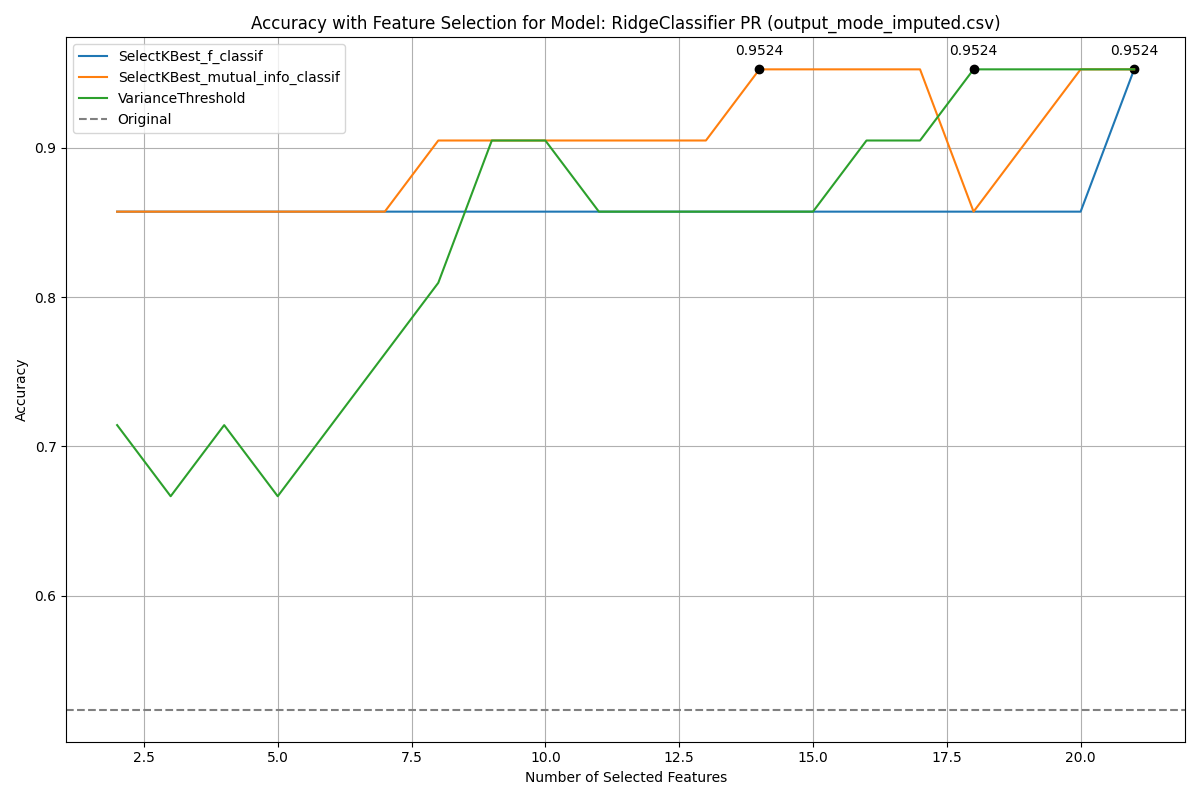 Accuracy with Feature Selection for Model: RidgeClassifier PR (output_mode_imputed.csv)
0.9524 0.9524 0.9524
SelectKBest_f_classif
SelectKBest_mutual_info_classif
VarianceThreshold
Original
Accuracy
0.9
0.8
0.7
0.6
2.5 5.0 7.5 10.0 12.5 15.0 17.5 20.0
Number of Selected Features